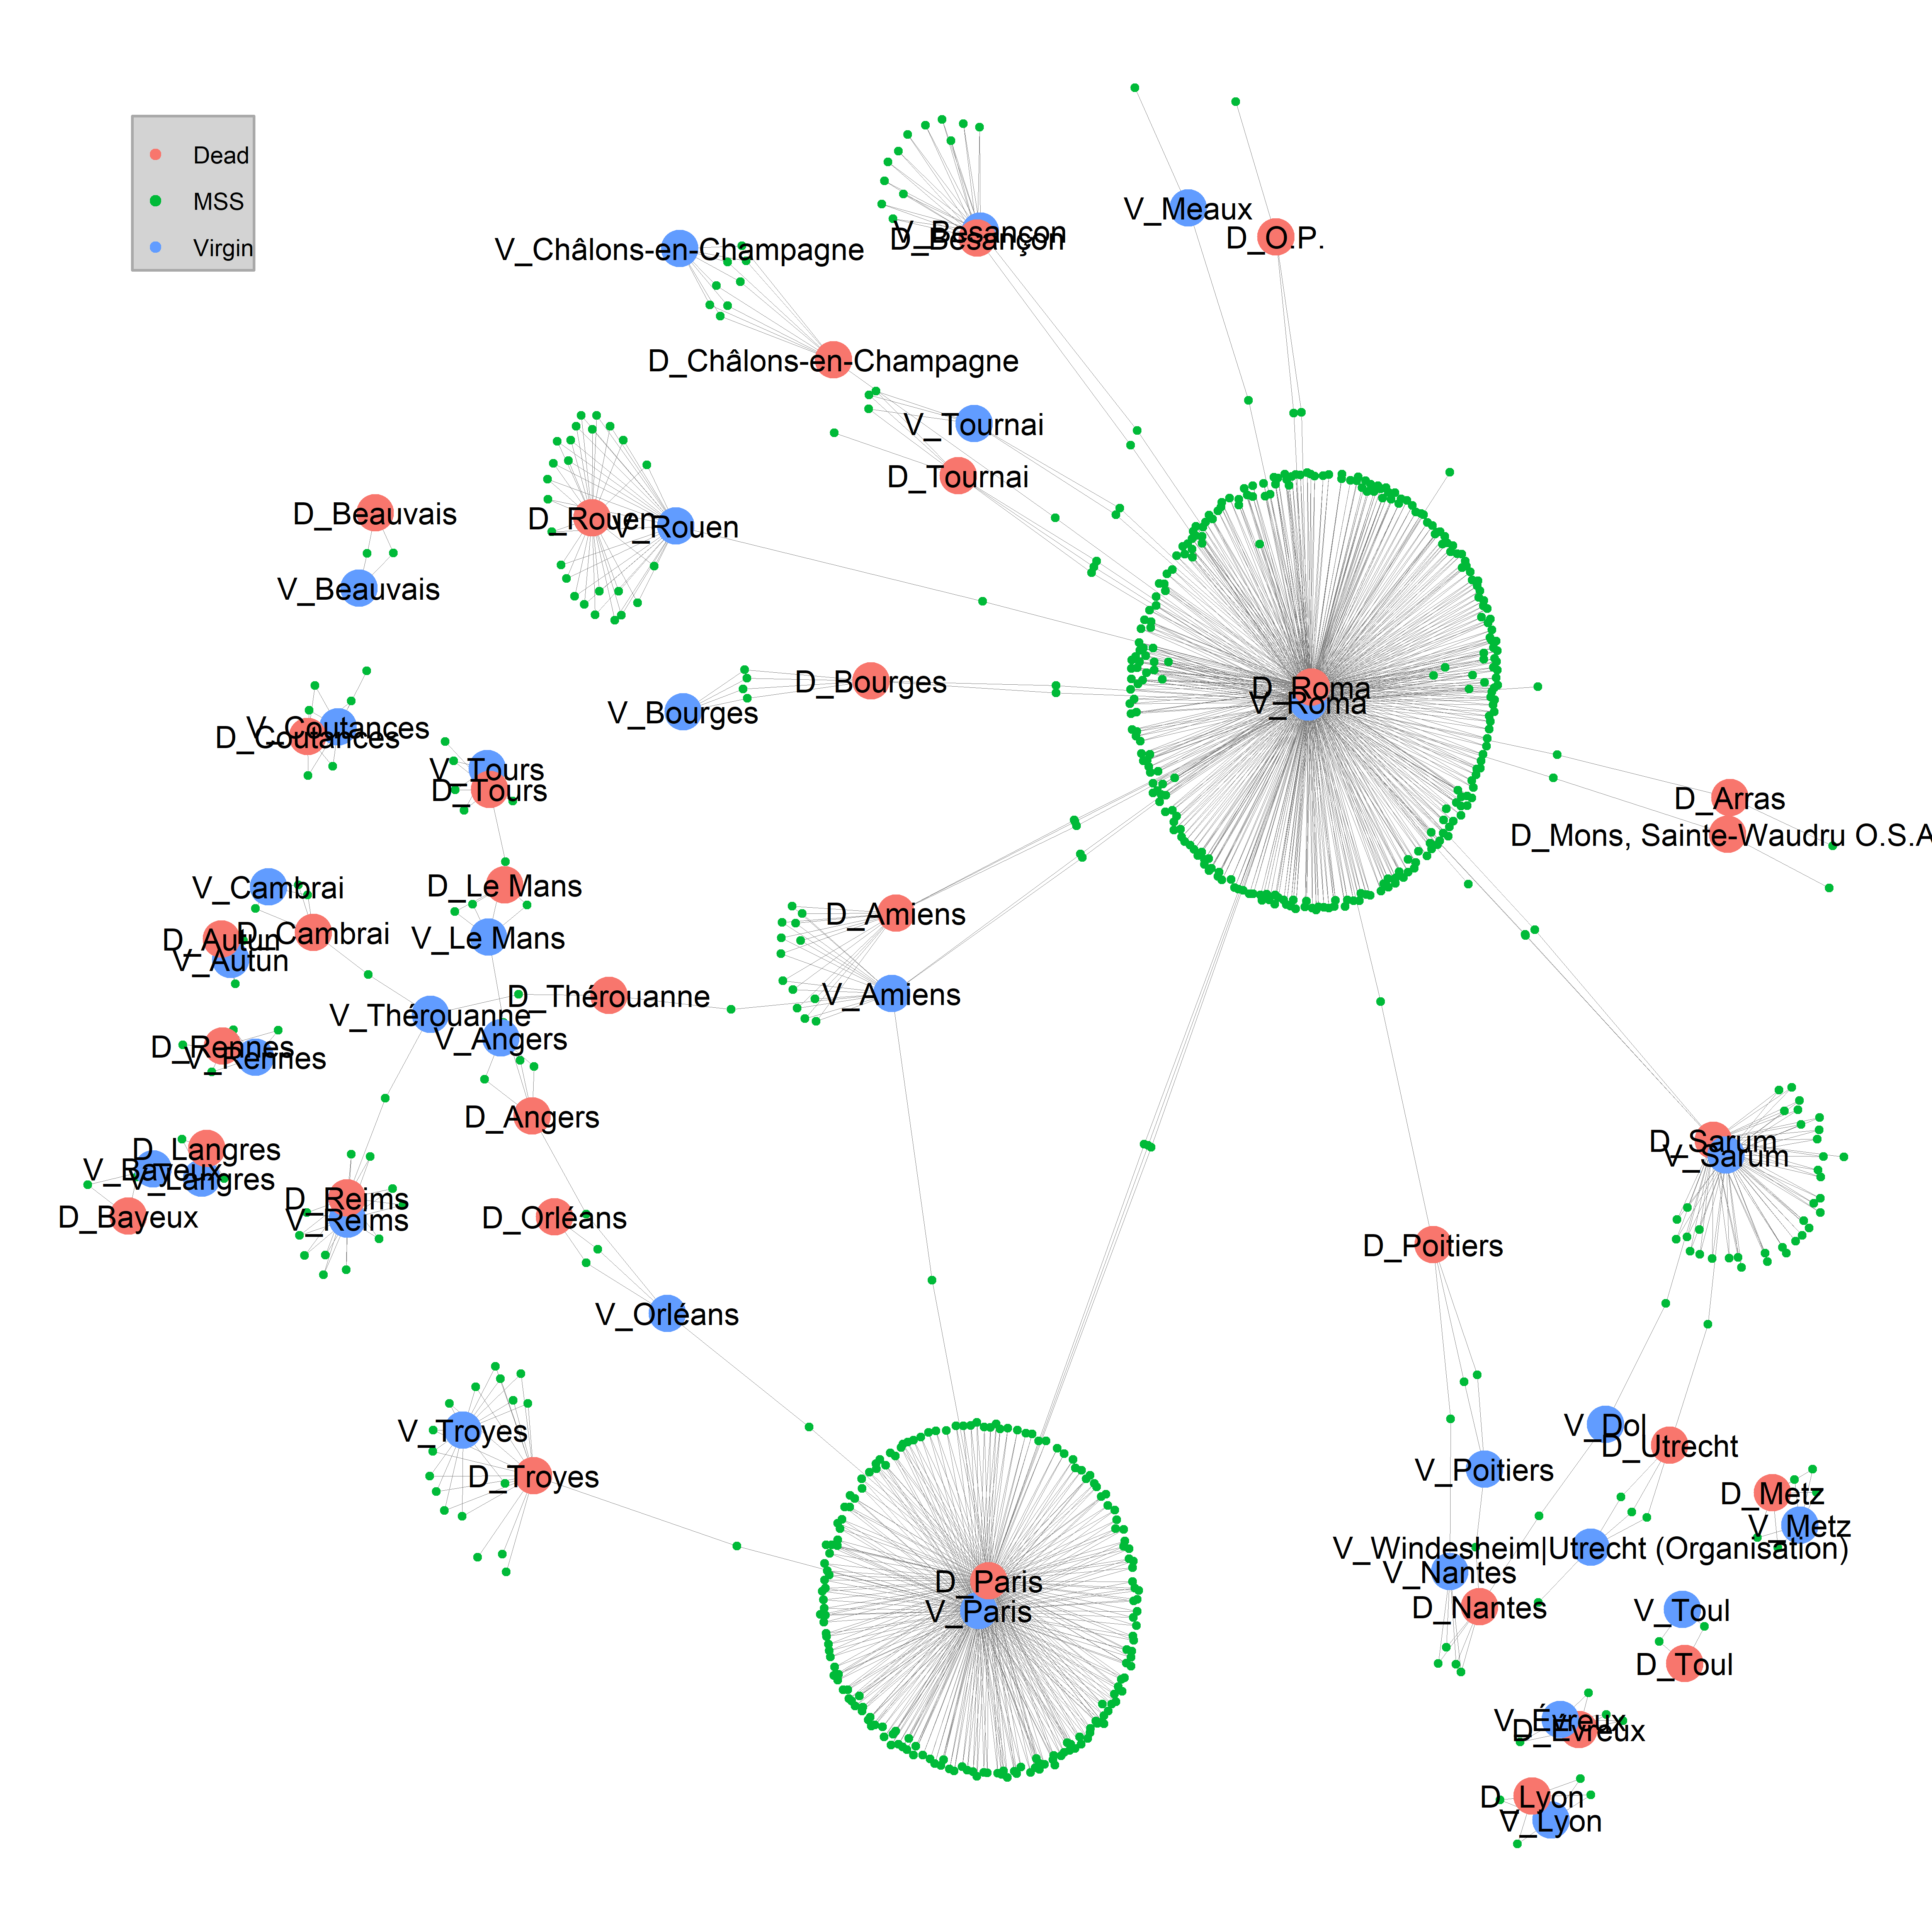 Dead
MSS
Virgin
V_Meaux
D_O.P.
V_Besançon
D_Besançon
V_Châlons-en-Champagne
D_Châlons-en-Champagne
V_Tournai
D_Tournai
D_Beauvais
D_Rouen
V_Rouen
V_Beauvais
D_Bourges
V_Bourges
D_Roma
V_Roma
V_Coutances
D_Coutances
V_Tours
D_Tours
D_Arras
D_Mons, Sainte-Waudru O.S.A
V_Cambrai
D_Le Mans
D_Amiens
D_Cambrai
D_Autun
V_Le Mans
V_Autun
D_Thérouanne
V_Amiens
V_Thérouanne
V_Angers
D_Rennes
V_Rennes
D_Angers
D_Langres
V_Bayeux
V_Langres
D_Sarum
V_Sarum
D_Reims
V_Reims
D_Bayeux
D_Orléans
D_Poitiers
V_Orléans
V_Troyes
D_Troyes
V_Dol
D_Utrecht
V_Poitiers
D_Metz
V_Metz
V_Windesheim|Utrecht (Organisation)
V_Nantes
D_Nantes
D_Paris
V_Paris
V_Toul
D_Toul
V_Évreux
D_Évreux
D_Lyon
V_Lyon